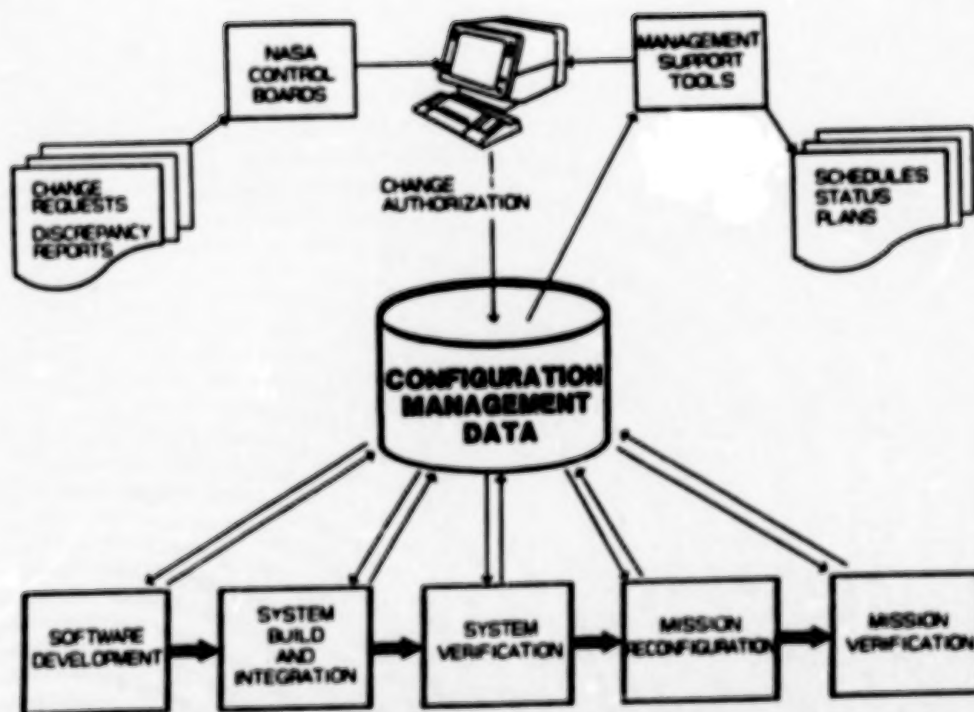 NASA
CONTROL
BOARDS
MANAGEMENT
SUPPORT
TOOLS
CHANGE
REQUESTS
DISCREPANCY
REPORTS
CHANGE
AUTHORIZATION
SCHEDULES
STATUS
PLANS
CONFIGURATION
MANAGEMENT
DATA
SOFTWARE
DEVELOPMENT
SYSTEM
BUILD
AND
INTEGRATION
SYSTEM
VERIFICATION
MISSION
RECONFIGURATION
MISSION
VERIFICATION